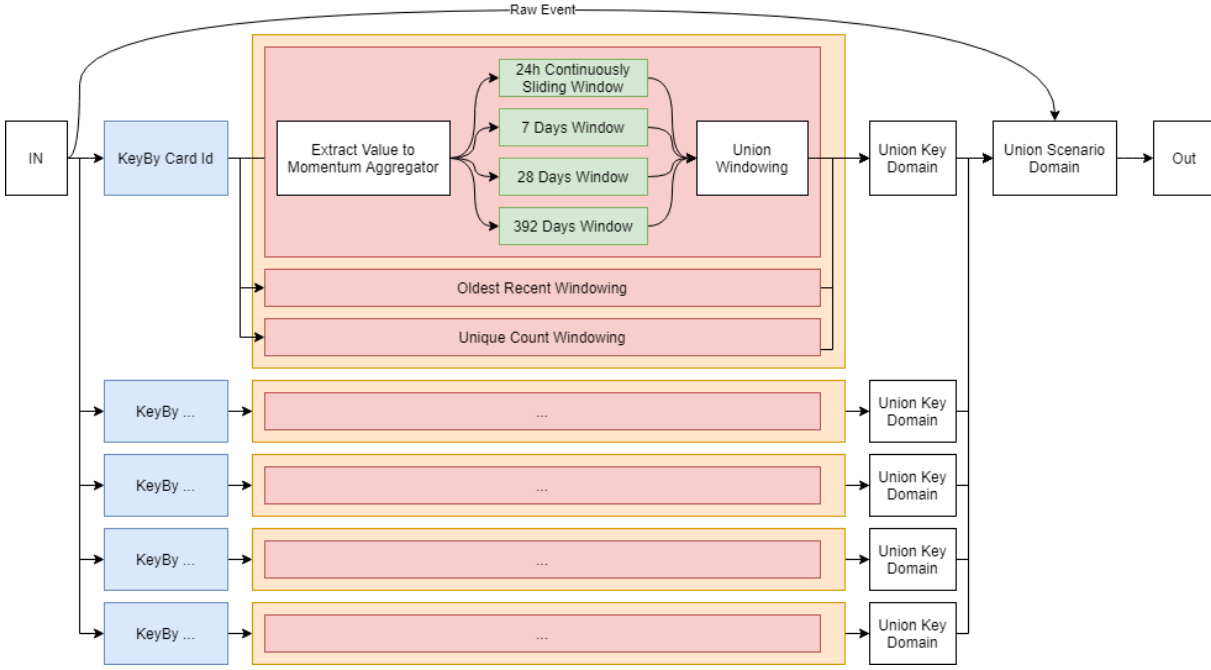 Raw Event
IN
KeyBy Card Id
Extract Value to
Momentum Aggregator
24h Continuously
Sliding Window
7 Days Window
28 Days Window
392 Days Window
Union
Windowing
Union Key
Domain
Union Scenario
Domain
Out
Oldest Recent Windowing
Unique Count Windowing
KeyBy ...
...
Union Key
Domain
KeyBy ...
...
Union Key
Domain
KeyBy ...
...
Union Key
Domain
KeyBy ...
...
Union Key
Domain